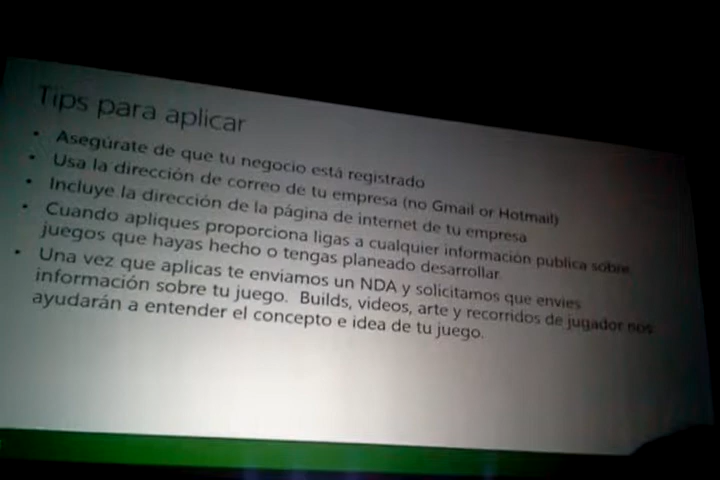 Tips para aplicar
• Asegúrate de que tu negocio está registrado
• Usa la dirección de correo de tu empresa (no Gmail or Hotmail)
• Incluye la dirección de la página de internet de tu empresa
• Cuando apliques proporciona ligas a cualquier información publica sobre
juegos que hayas hecho o tengas planeado desarrollar
• Una vez que aplicas te enviamos un NDA y solicitamos que envies
información sobre tu juego. Builds, videos, arte y recorridos de jugador nos
ayudarán a entender el concepto e idea de tu juego.